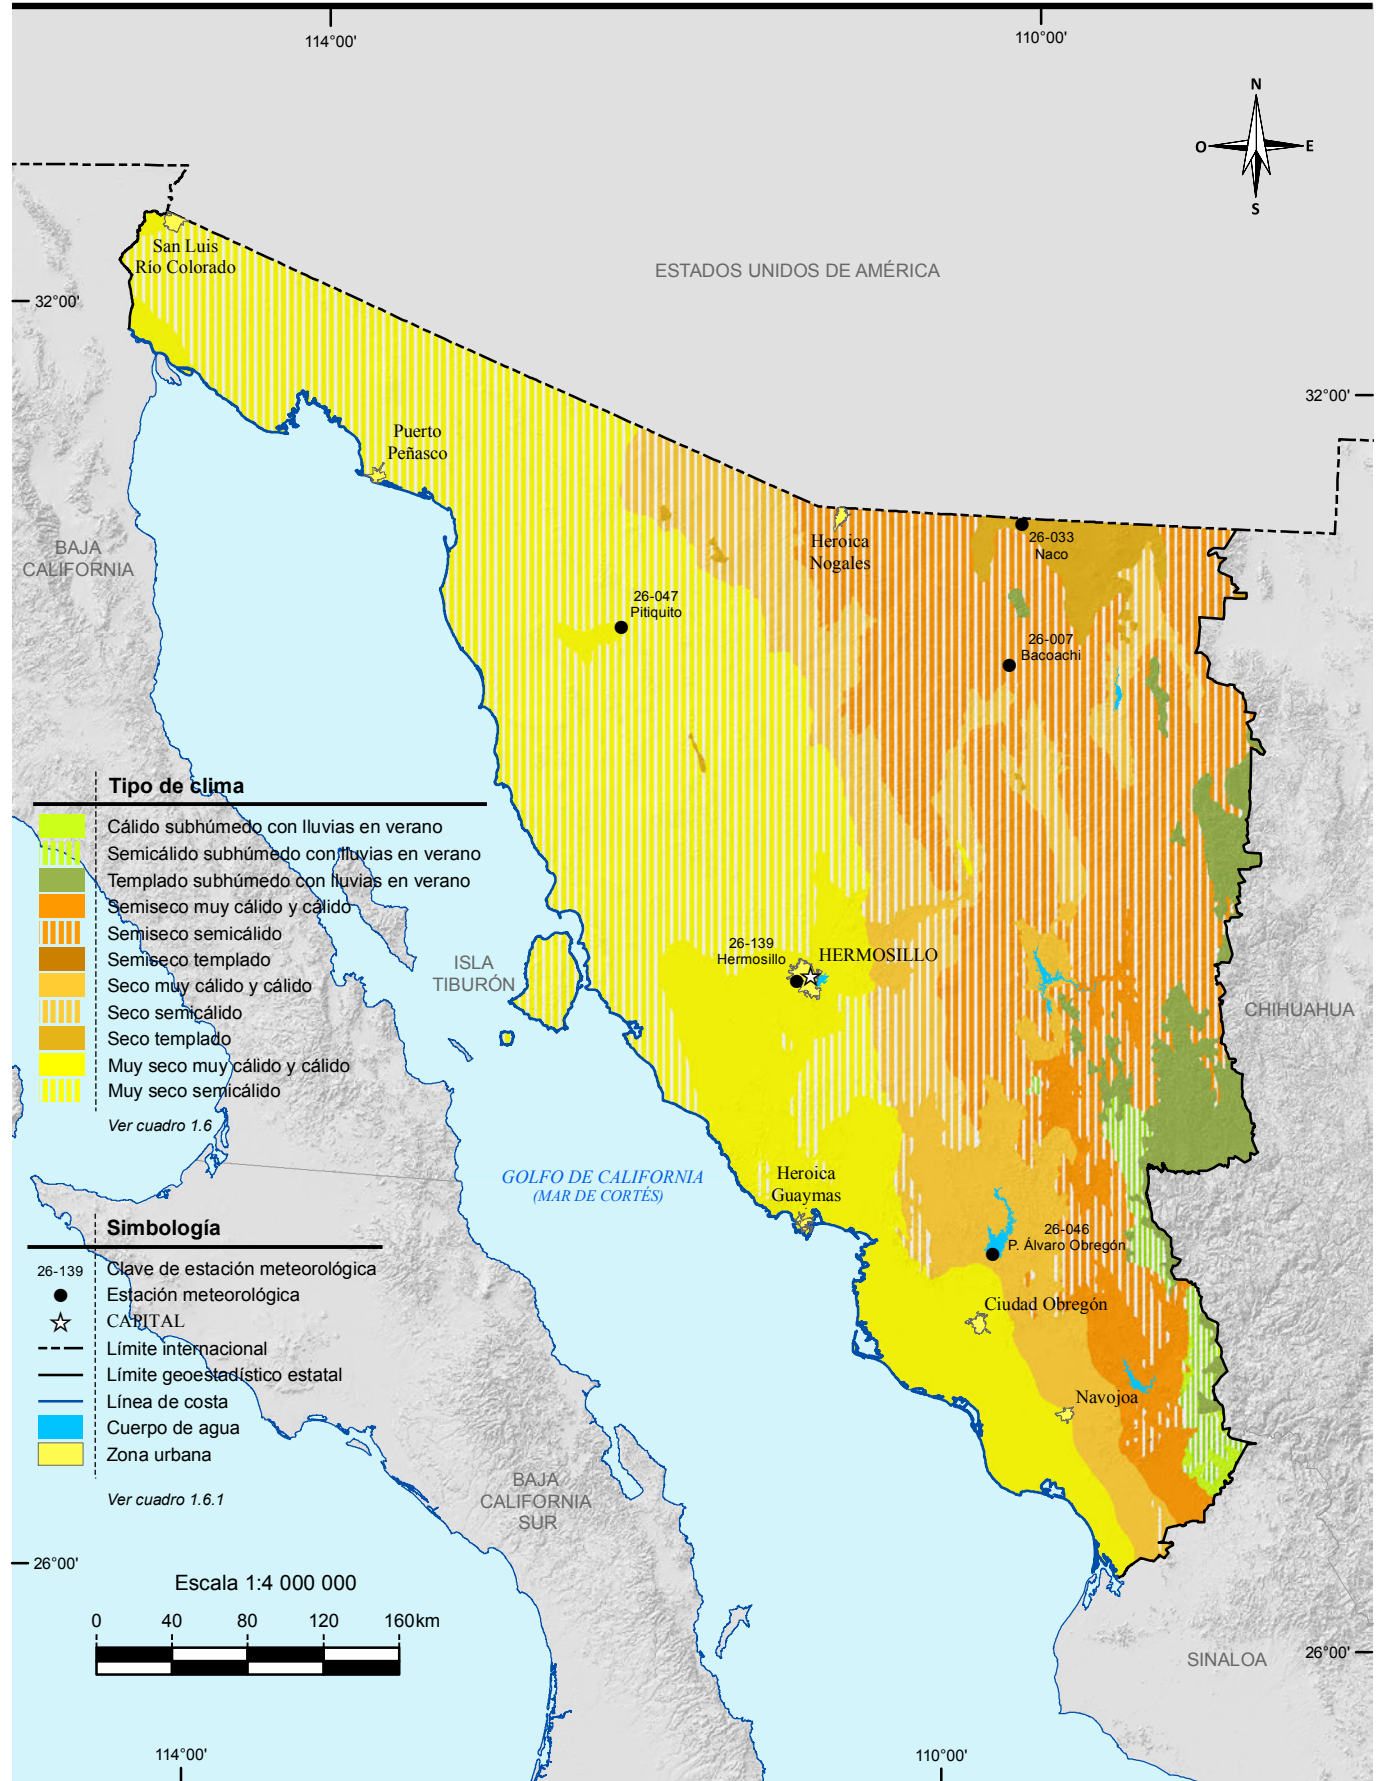 114°00'
110°00'
N
O
E
S
San Luis
Río Colorado
ESTADOS UNIDOS DE AMÉRICA
32°00'
32°00'
Puerto
Peñasco
BAJA
CALIFORNIA
Heroica
Nogales
26-033
Naco
26-047
Pitiquito
26-007
Bacoachi
Tipo de clima
Cálido subhúmedo con lluvias en verano
Semicálido subhúmedo con lluvias en verano
Templado subhúmedo con lluvias en verano
Semiseco muy cálido y cálido
Semiseco semicálido
Semiseco templado
Seco muy cálido y cálido
Seco semicálido
Seco templado
Muy seco muy cálido y cálido
Muy seco semicálido
Ver cuadro 1.6
26-139
Hermosillo
HERMOSILLO
ISLA
TIBURÓN
CHIHUAHUA
GOLFO DE CALIFORNIA
(MAR DE CORTÉS)
Heroica
Guaymas
26-046
P. Álvaro Obregón
Ciudad Obregón
Navojoa
Simbología
26-139 Clave de estación meteorológica
Estación meteorológica
CAPITAL
Límite internacional
Límite geoestadístico estatal
Línea de costa
Cuerpo de agua
Zona urbana
Ver cuadro 1.6.1
BAJA
CALIFORNIA
SUR
26°00'
Escala 1:4 000 000
0 40 80 120 160km
SINALOA
26°00'
114°00'
110°00'